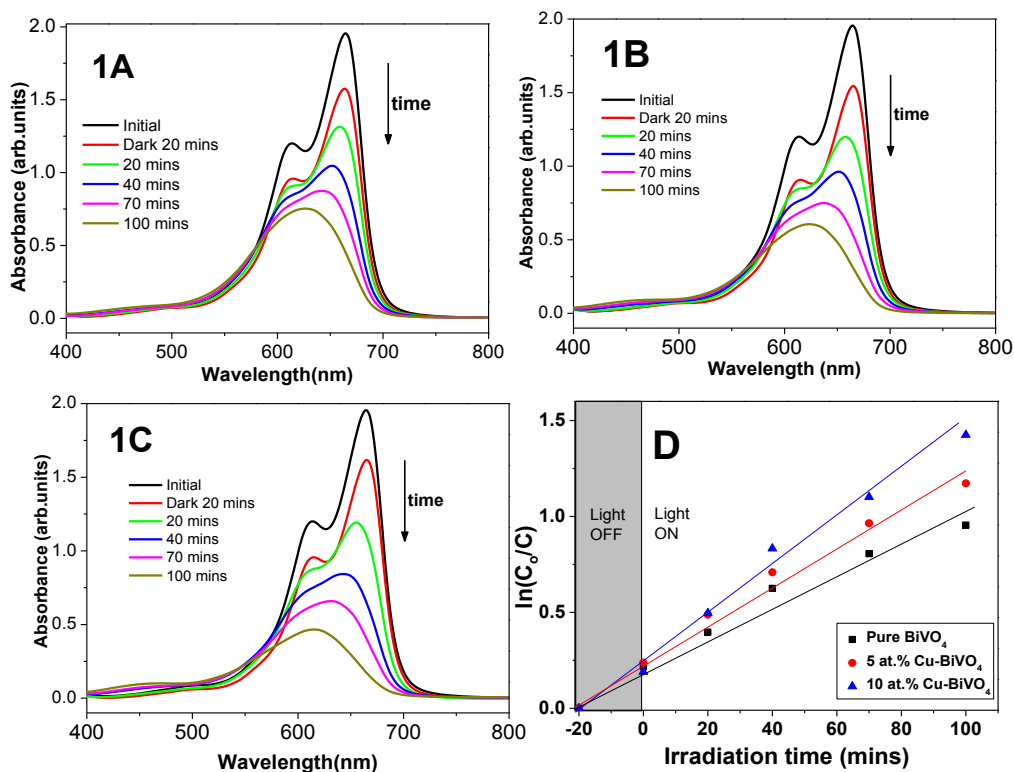 1A
Absorbance (arb.units)
2.0
1.5
1.0
0.5
0.0
Initial
Dark 20 mins
20 mins
40 mins
70 mins
100 mins
time
400 500 600 700 800
Wavelength(nm)
1B
Absorbance (arb.units)
2.0
1.5
1.0
0.5
0.0
Initial
Dark 20 mins
20 mins
40 mins
70 mins
100 mins
time
400 500 600 700 800
Wavelength (nm)
1C
Absorbance (arb.units)
2.0
1.5
1.0
0.5
0.0
Initial
Dark 20 mins
20 mins
40 mins
70 mins
100 mins
time
400 500 600 700 800
Wavelength(nm)
D
ln(C₀/C)
1.5
1.0
0.5
0.0
Light
OFF
Light
ON
Pure BiVO₄
5 at.% Cu-BiVO₄
10 at.% Cu-BiVO₄
-20 0 20 40 60 80 100
Irradiation time (mins)